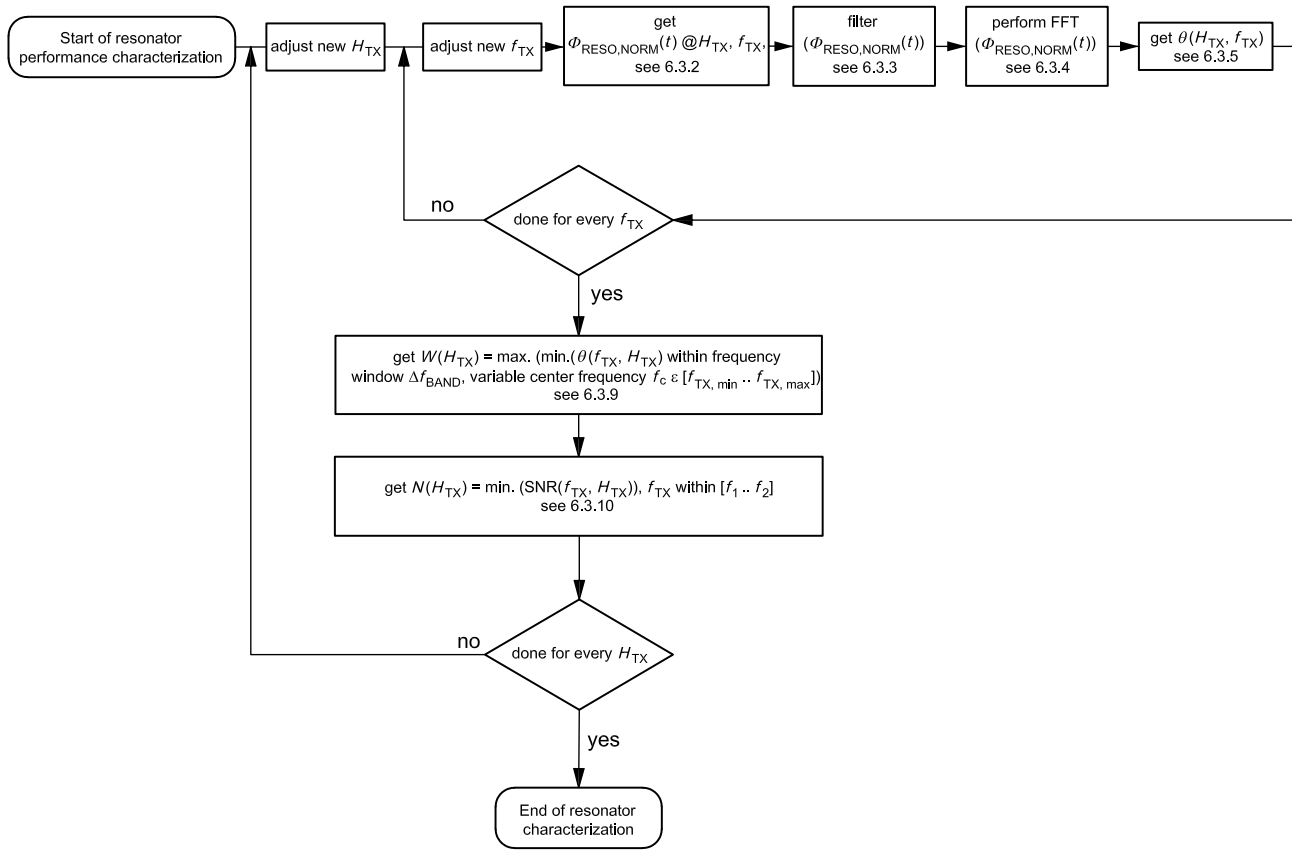 Start of resonator
performance characterization
adjust new H_TX
adjust new f_TX
get
Φ_RESO,NORM(t) @H_TX, f_TX,
see 6.3.2
filter
(Φ_RESO,NORM(t))
see 6.3.3
perform FFT
(Φ_RESO,NORM(t))
see 6.3.4
get θ(H_TX, f_TX)
see 6.3.5
no
done for every f_TX
yes
get W(H_TX) = max. (min.(θ(f_TX, H_TX) within frequency
window Δf_BAND, variable center frequency f_c ε [f_TX, min .. f_TX, max])
see 6.3.9
get N(H_TX) = min. (SNR(f_TX, H_TX)), f_TX within [f_1 .. f_2]
see 6.3.10
no
done for every H_TX
yes
End of resonator
characterization